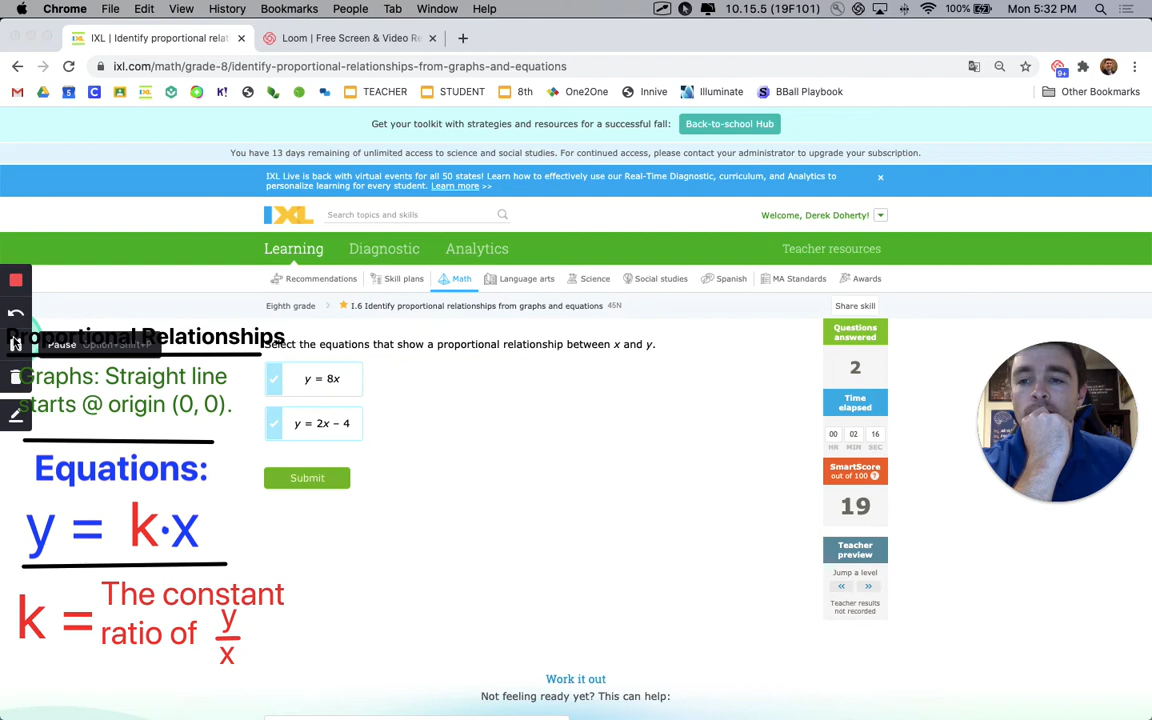 Chrome File Edit View History Bookmarks People Tab Window Help 10.15.5 (19F101) 100% Mon 5:32 PM
IXL | Identify proportional relat
Loom | Free Screen & Video Re
ixl.com/math/grade-8/identify-proportional-relationships-from-graphs-and-equations
9+
TEACHER STUDENT 8th One2One Innive Illuminate BBall Playbook Other Bookmarks
Get your toolkit with strategies and resources for a successful fall: Back-to-school Hub
You have 13 days remaining of unlimited access to science and social studies. For continued access, please contact your administrator to upgrade your subscription.
IXL Live is back with virtual events for all 50 states! Learn how to effectively use our Real-Time Diagnostic, curriculum, and Analytics to
personalize learning for every student. Learn more >>
IXL Search topics and skills Welcome, Derek Doherty!
Learning Diagnostic Analytics Teacher resources
Recommendations Skill plans Math Language arts Science Social studies Spanish MA Standards Awards
Eighth grade I.6 Identify proportional relationships from graphs and equations 45N Share skill
Proportional Relationships
Pause Option+Shift+P
Select the equations that show a proportional relationship between x and y.
y = 8x
y = 2x − 4
Submit
Graphs: Straight line
starts @ origin (0, 0).
Equations:
y = k·x
k = The constant
ratio of y
x
Questions
answered
2
Time
elapsed
00 02 16
HR MIN SEC
SmartScore
out of 100 ?
19
Teacher
preview
Jump a level
<< >>
Teacher results
not recorded
Work it out
Not feeling ready yet? This can help: